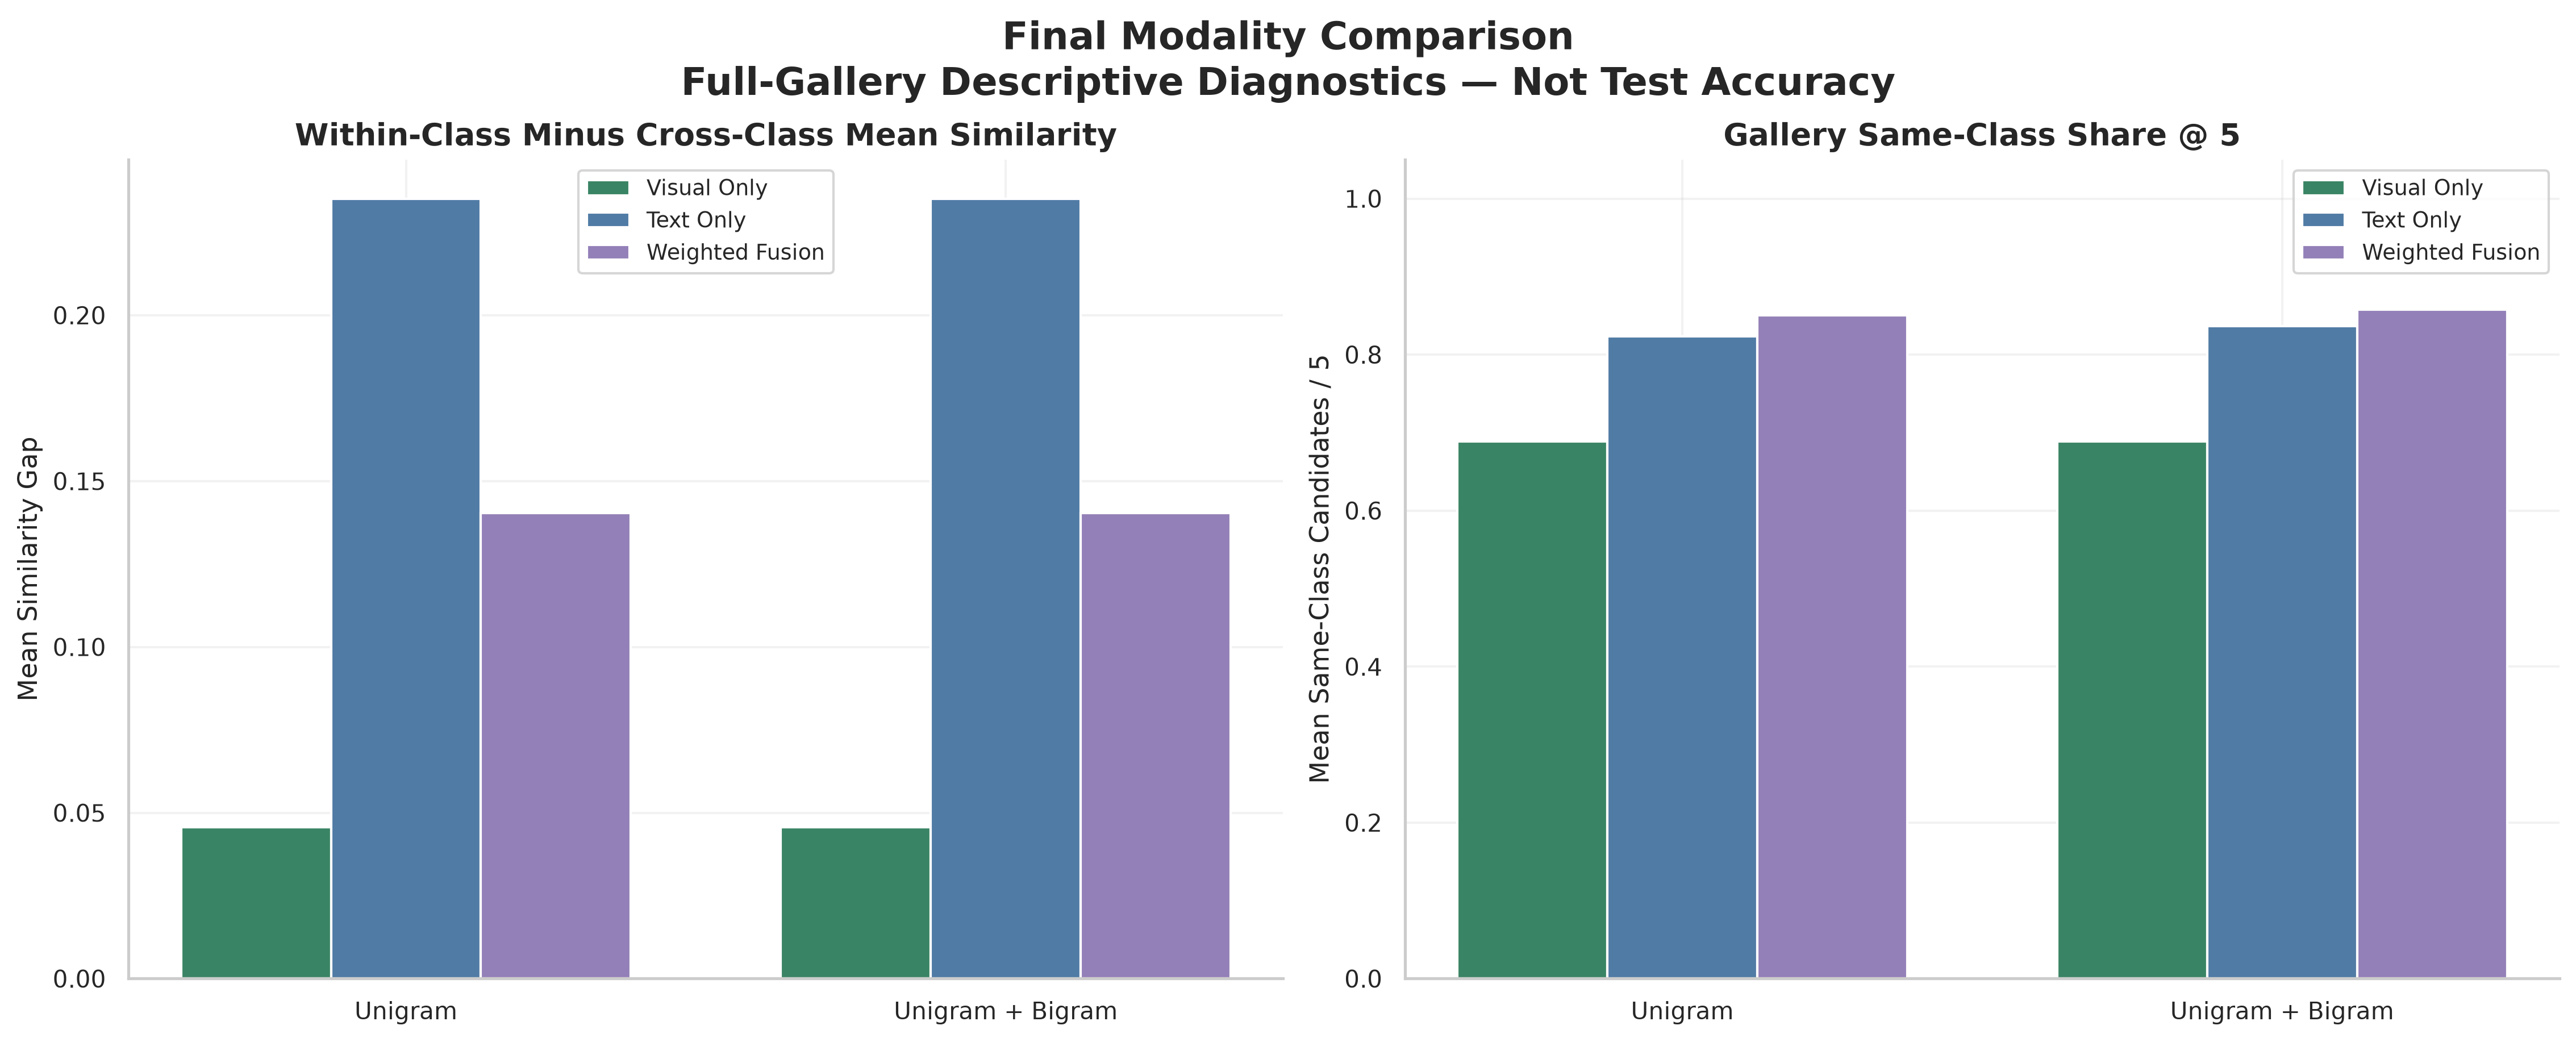 Final Modality Comparison
Full-Gallery Descriptive Diagnostics — Not Test Accuracy
Within-Class Minus Cross-Class Mean Similarity
Visual Only
Text Only
Weighted Fusion
Mean Similarity Gap
0.20
0.15
0.10
0.05
0.00
Unigram
Unigram + Bigram
Gallery Same-Class Share @ 5
Visual Only
Text Only
Weighted Fusion
Mean Same-Class Candidates / 5
1.0
0.8
0.6
0.4
0.2
0.0
Unigram
Unigram + Bigram